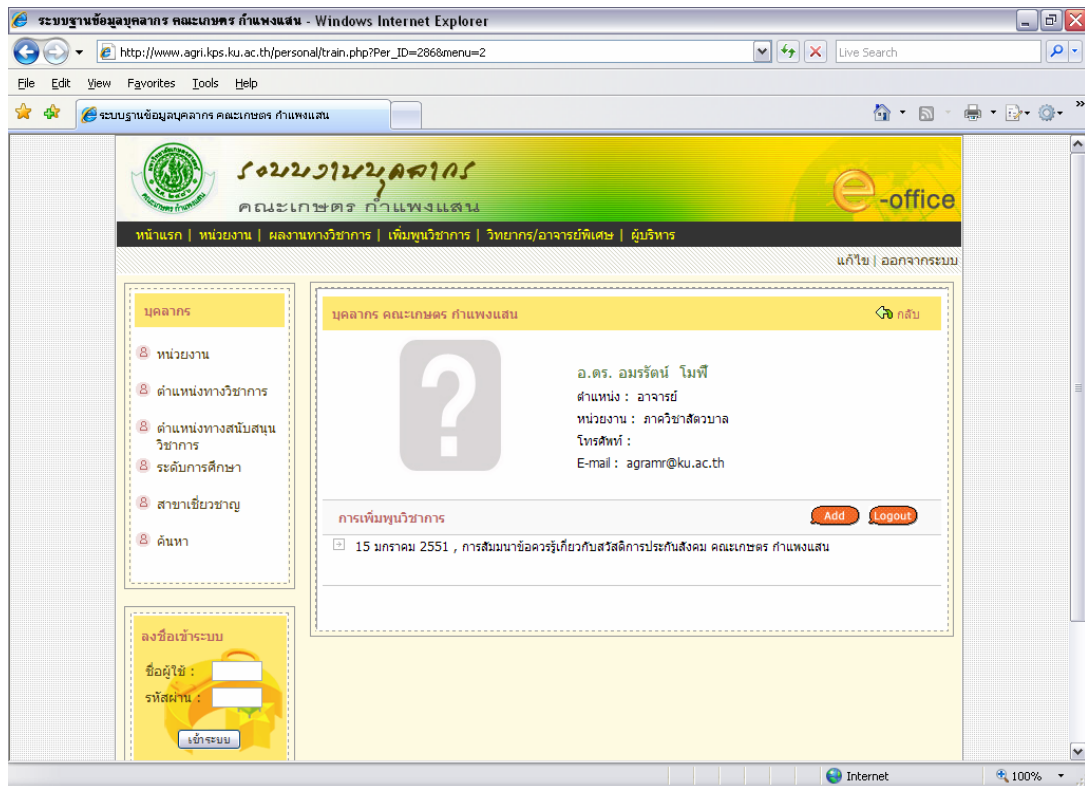 ระบบฐานข้อมูลบุคลากร คณะเกษตร กำแพงแสน - Windows Internet Explorer
http://www.agri.kps.ku.ac.th/personal/train.php?Per_ID=286&menu=2
Live Search
File Edit View Favorites Tools Help
ระบบฐานข้อมูลบุคลากร คณะเกษตร กำแพงแสน
ระบบงานบุคลากร
คณะเกษตร กำแพงแสน
e-office
หน้าแรก | หน่วยงาน | ผลงานทางวิชาการ | เพิ่มพูนวิชาการ | วิทยากร/อาจารย์พิเศษ | ผู้บริหาร
แก้ไข | ออกจากระบบ
บุคลากร
หน่วยงาน
ตำแหน่งทางวิชาการ
ตำแหน่งทางสนับสนุน
วิชาการ
ระดับการศึกษา
สาขาเชี่ยวชาญ
ค้นหา
ลงชื่อเข้าระบบ
ชื่อผู้ใช้ :
รหัสผ่าน :
เข้าระบบ
บุคลากร คณะเกษตร กำแพงแสน
กลับ
?
อ.ดร. อมรรัตน์ โมฬี
ตำแหน่ง : อาจารย์
หน่วยงาน : ภาควิชาสัตวบาล
โทรศัพท์ :
E-mail : agramr@ku.ac.th
การเพิ่มพูนวิชาการ
Add Logout
15 มกราคม 2551 , การสัมมนาข้อควรรู้เกี่ยวกับสวัสดิการประกันสังคม คณะเกษตร กำแพงแสน
Internet
100%